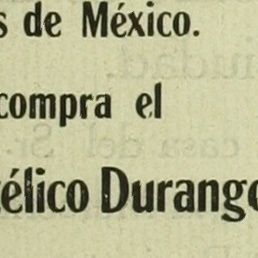 s de México.
compra el
élico Durango